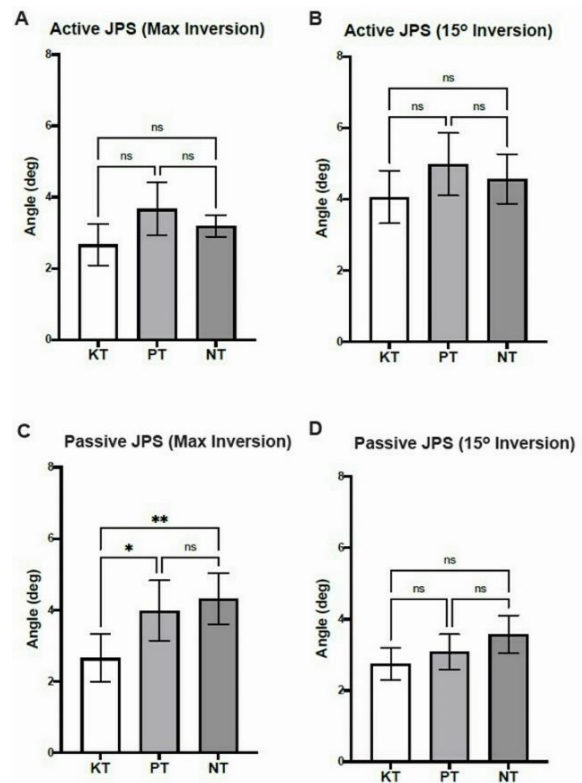 A
Active JPS (Max Inversion)
8
6
4
2
0
Angle (deg)
ns
ns
ns
KT PT NT
B
Active JPS (15º Inversion)
8
6
4
2
0
Angle (deg)
ns
ns
ns
KT PT NT
C
Passive JPS (Max Inversion)
8
6
4
2
0
Angle (deg)
**
*
ns
KT PT NT
D
Passive JPS (15º Inversion)
8
6
4
2
0
Angle (deg)
ns
ns
ns
KT PT NT